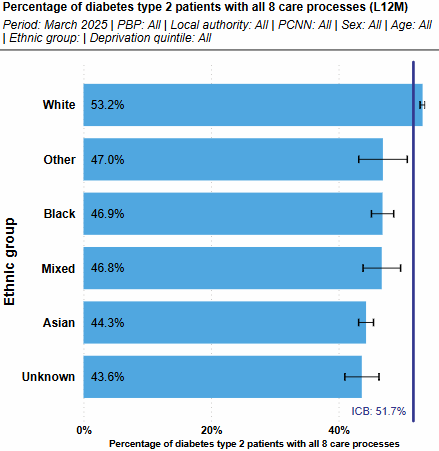 Percentage of diabetes type 2 patients with all 8 care processes (L12M)
Period: March 2025 | PBP: All | Local authority: All | PCNN: All | Sex: All | Age: All
| Ethnic group: | Deprivation quintile: All
Ethnic group
White 53.2%
Other 47.0%
Black 46.9%
Mixed 46.8%
Asian 44.3%
Unknown 43.6%
ICB: 51.7%
0% 20% 40%
Percentage of diabetes type 2 patients with all 8 care processes